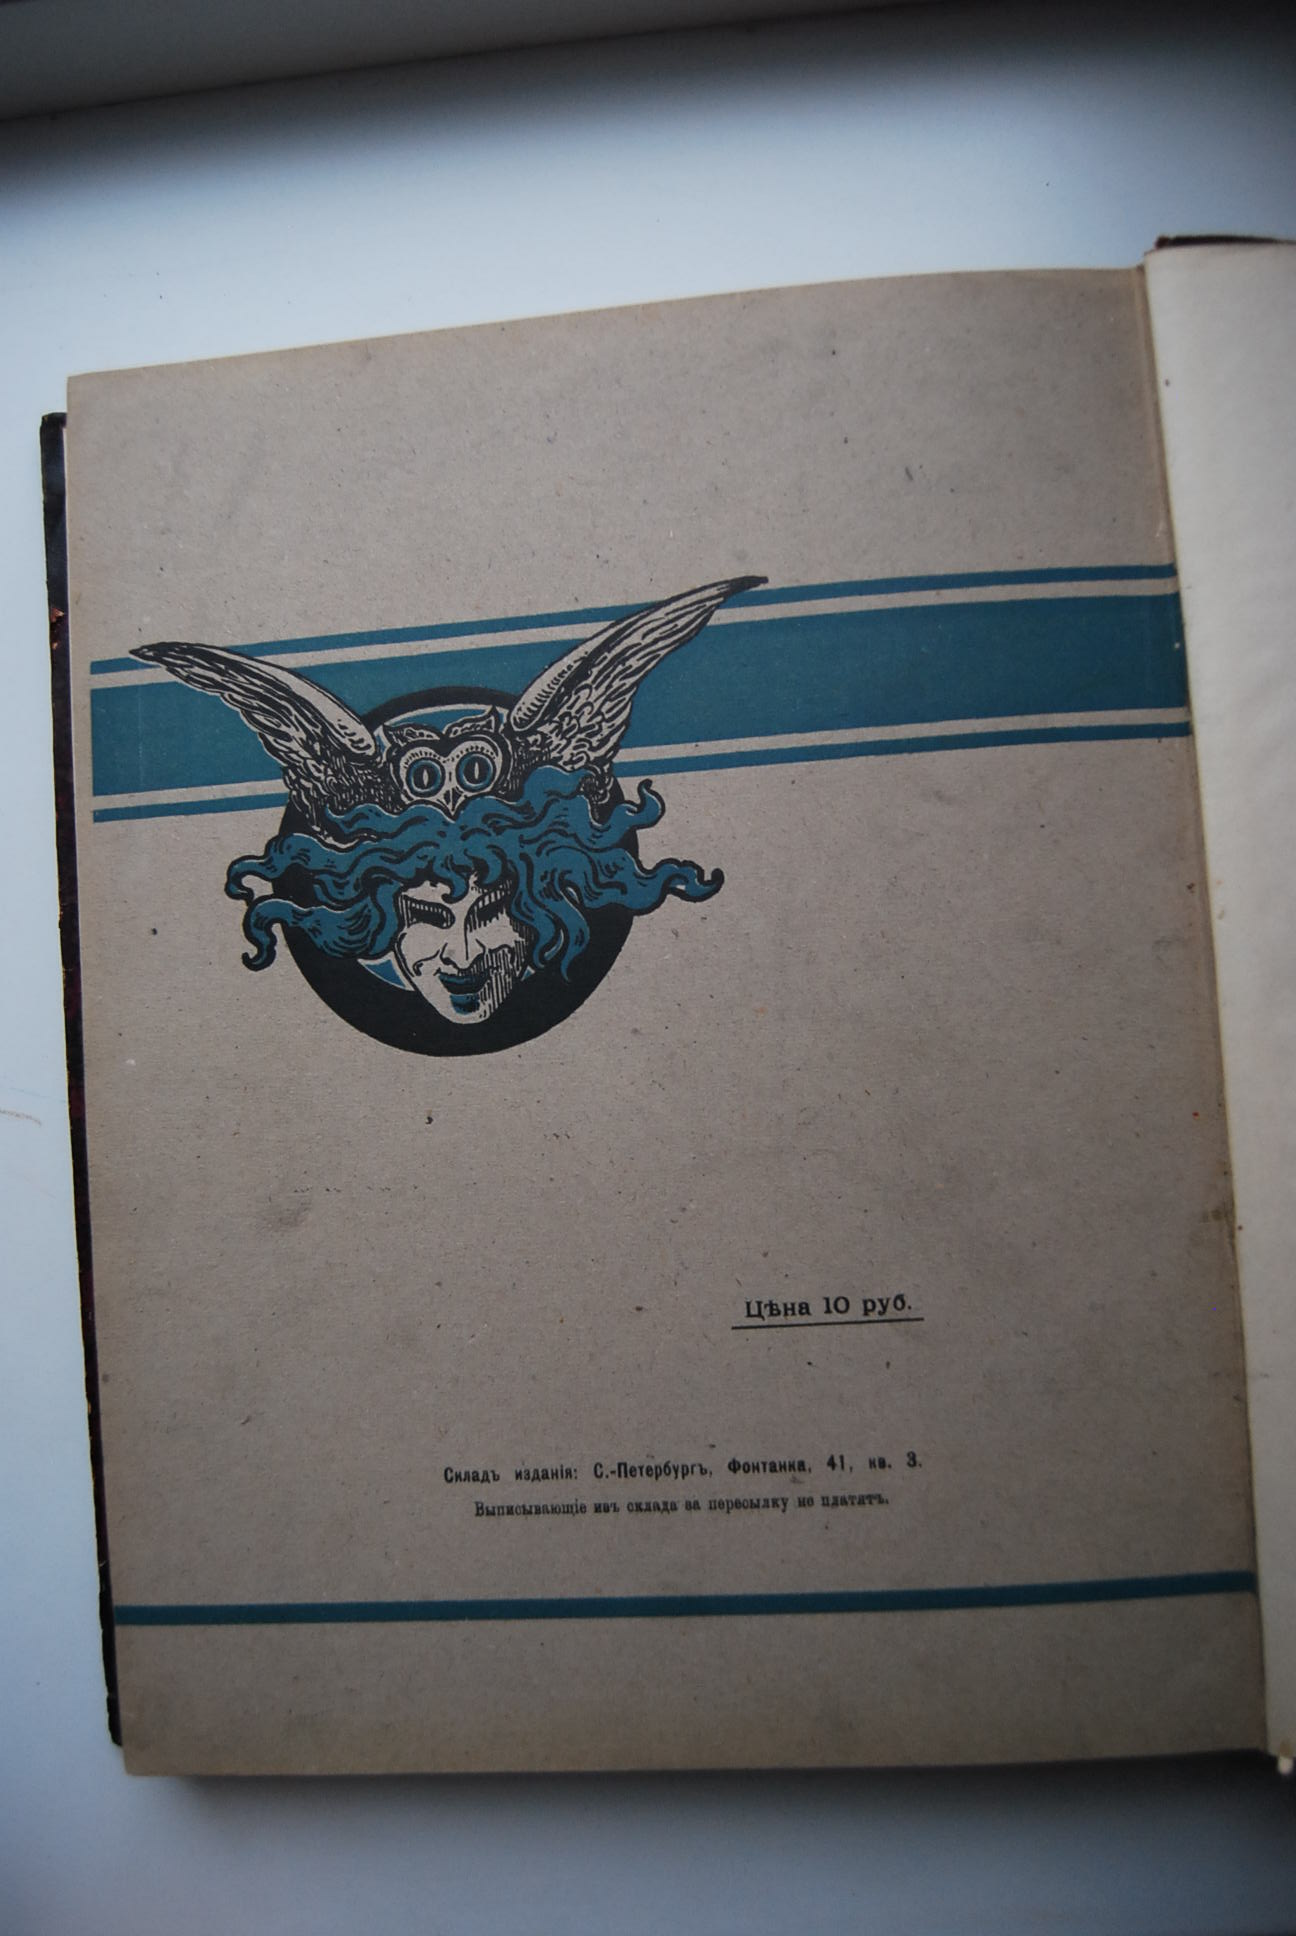 Цѣна 10 руб.
Складъ изданія: С.-Петербургъ, Фонтанка, 41, кв. 3.
Выписывающіе изъ склада за пересылку не платятъ.